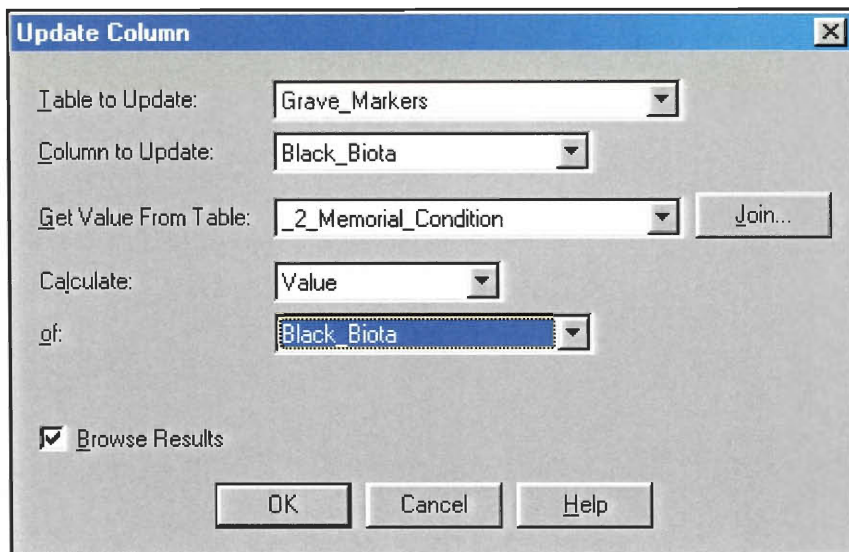 Update Column
Table to Update: Grave_Markers
Column to Update: Black_Biota
Get Value From Table: _2_Memorial_Condition Join...
Calculate: Value
of: Black_Biota
Browse Results
OK Cancel Help